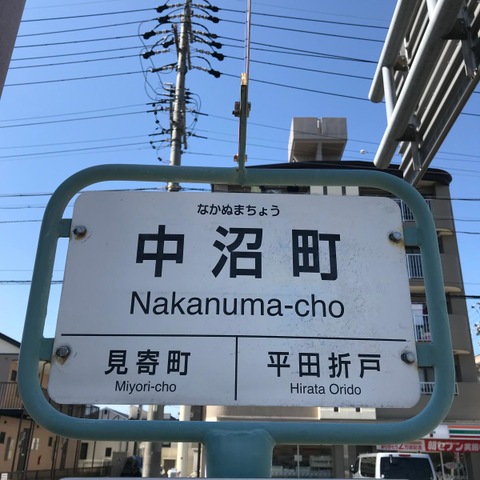 なかぬまちょう
中沼町
Nakanuma-cho
見寄町
Miyori-cho
平田折戸
Hirata Orido